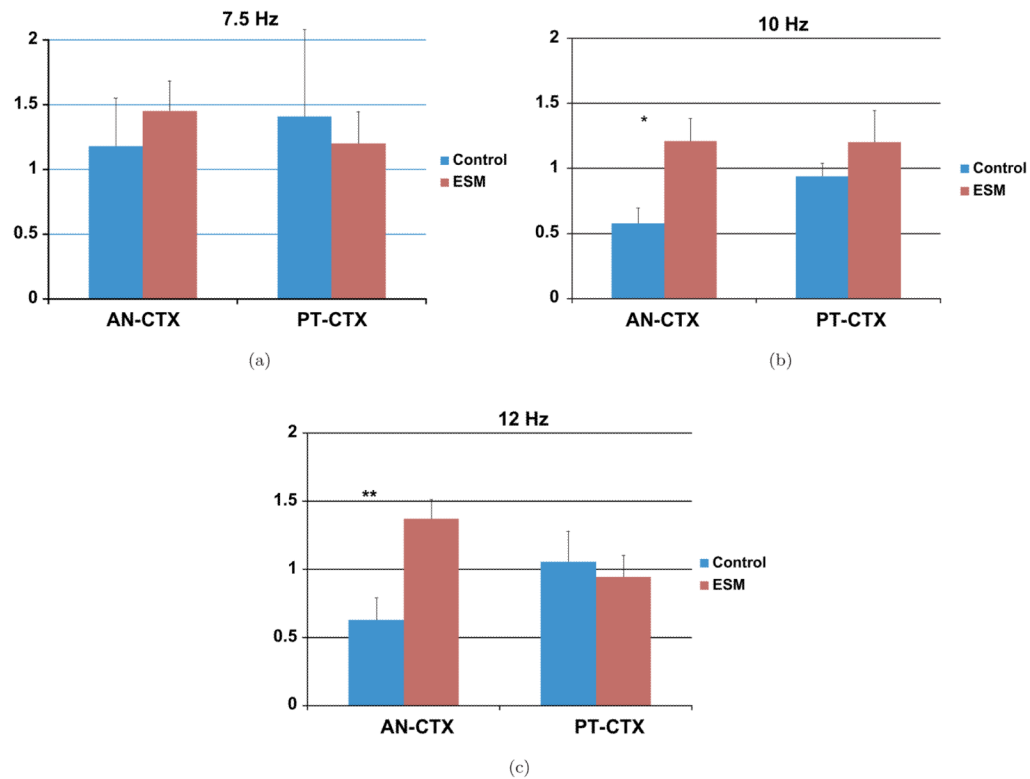 7.5 Hz
2
1.5
1
0.5
0
AN-CTX
PT-CTX
Control
ESM
(a)
10 Hz
2
1.5
1
0.5
0
*
AN-CTX
PT-CTX
Control
ESM
(b)
12 Hz
2
1.5
1
0.5
0
**
AN-CTX
PT-CTX
Control
ESM
(c)